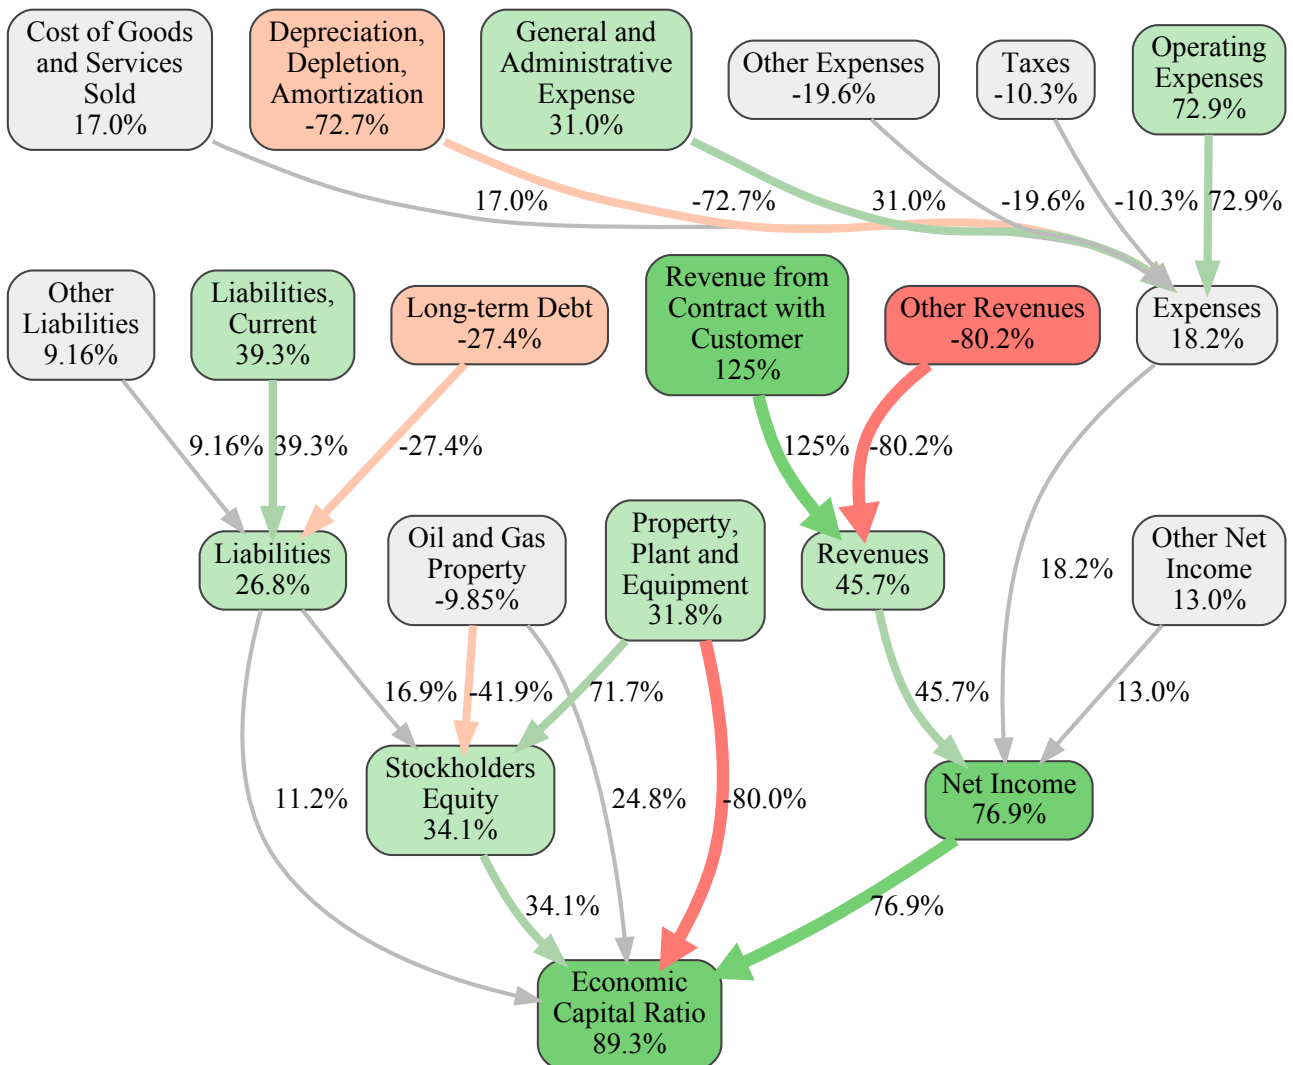 Cost of Goods
and Services
Sold
17.0%
Depreciation,
Depletion,
Amortization
-72.7%
General and
Administrative
Expense
31.0%
Other Expenses
-19.6%
Taxes
-10.3%
Operating
Expenses
72.9%
17.0%
-72.7%
31.0%
-19.6%
-10.3%
72.9%
Other
Liabilities
9.16%
Liabilities,
Current
39.3%
Long-term Debt
-27.4%
Revenue from
Contract with
Customer
125%
Other Revenues
-80.2%
Expenses
18.2%
9.16%
39.3%
-27.4%
125%
-80.2%
Liabilities
26.8%
Oil and Gas
Property
-9.85%
Property,
Plant and
Equipment
31.8%
Revenues
45.7%
18.2%
Other Net
Income
13.0%
16.9%
-41.9%
71.7%
45.7%
13.0%
Stockholders
Equity
34.1%
Net Income
76.9%
11.2%
24.8%
-80.0%
34.1%
76.9%
Economic
Capital Ratio
89.3%